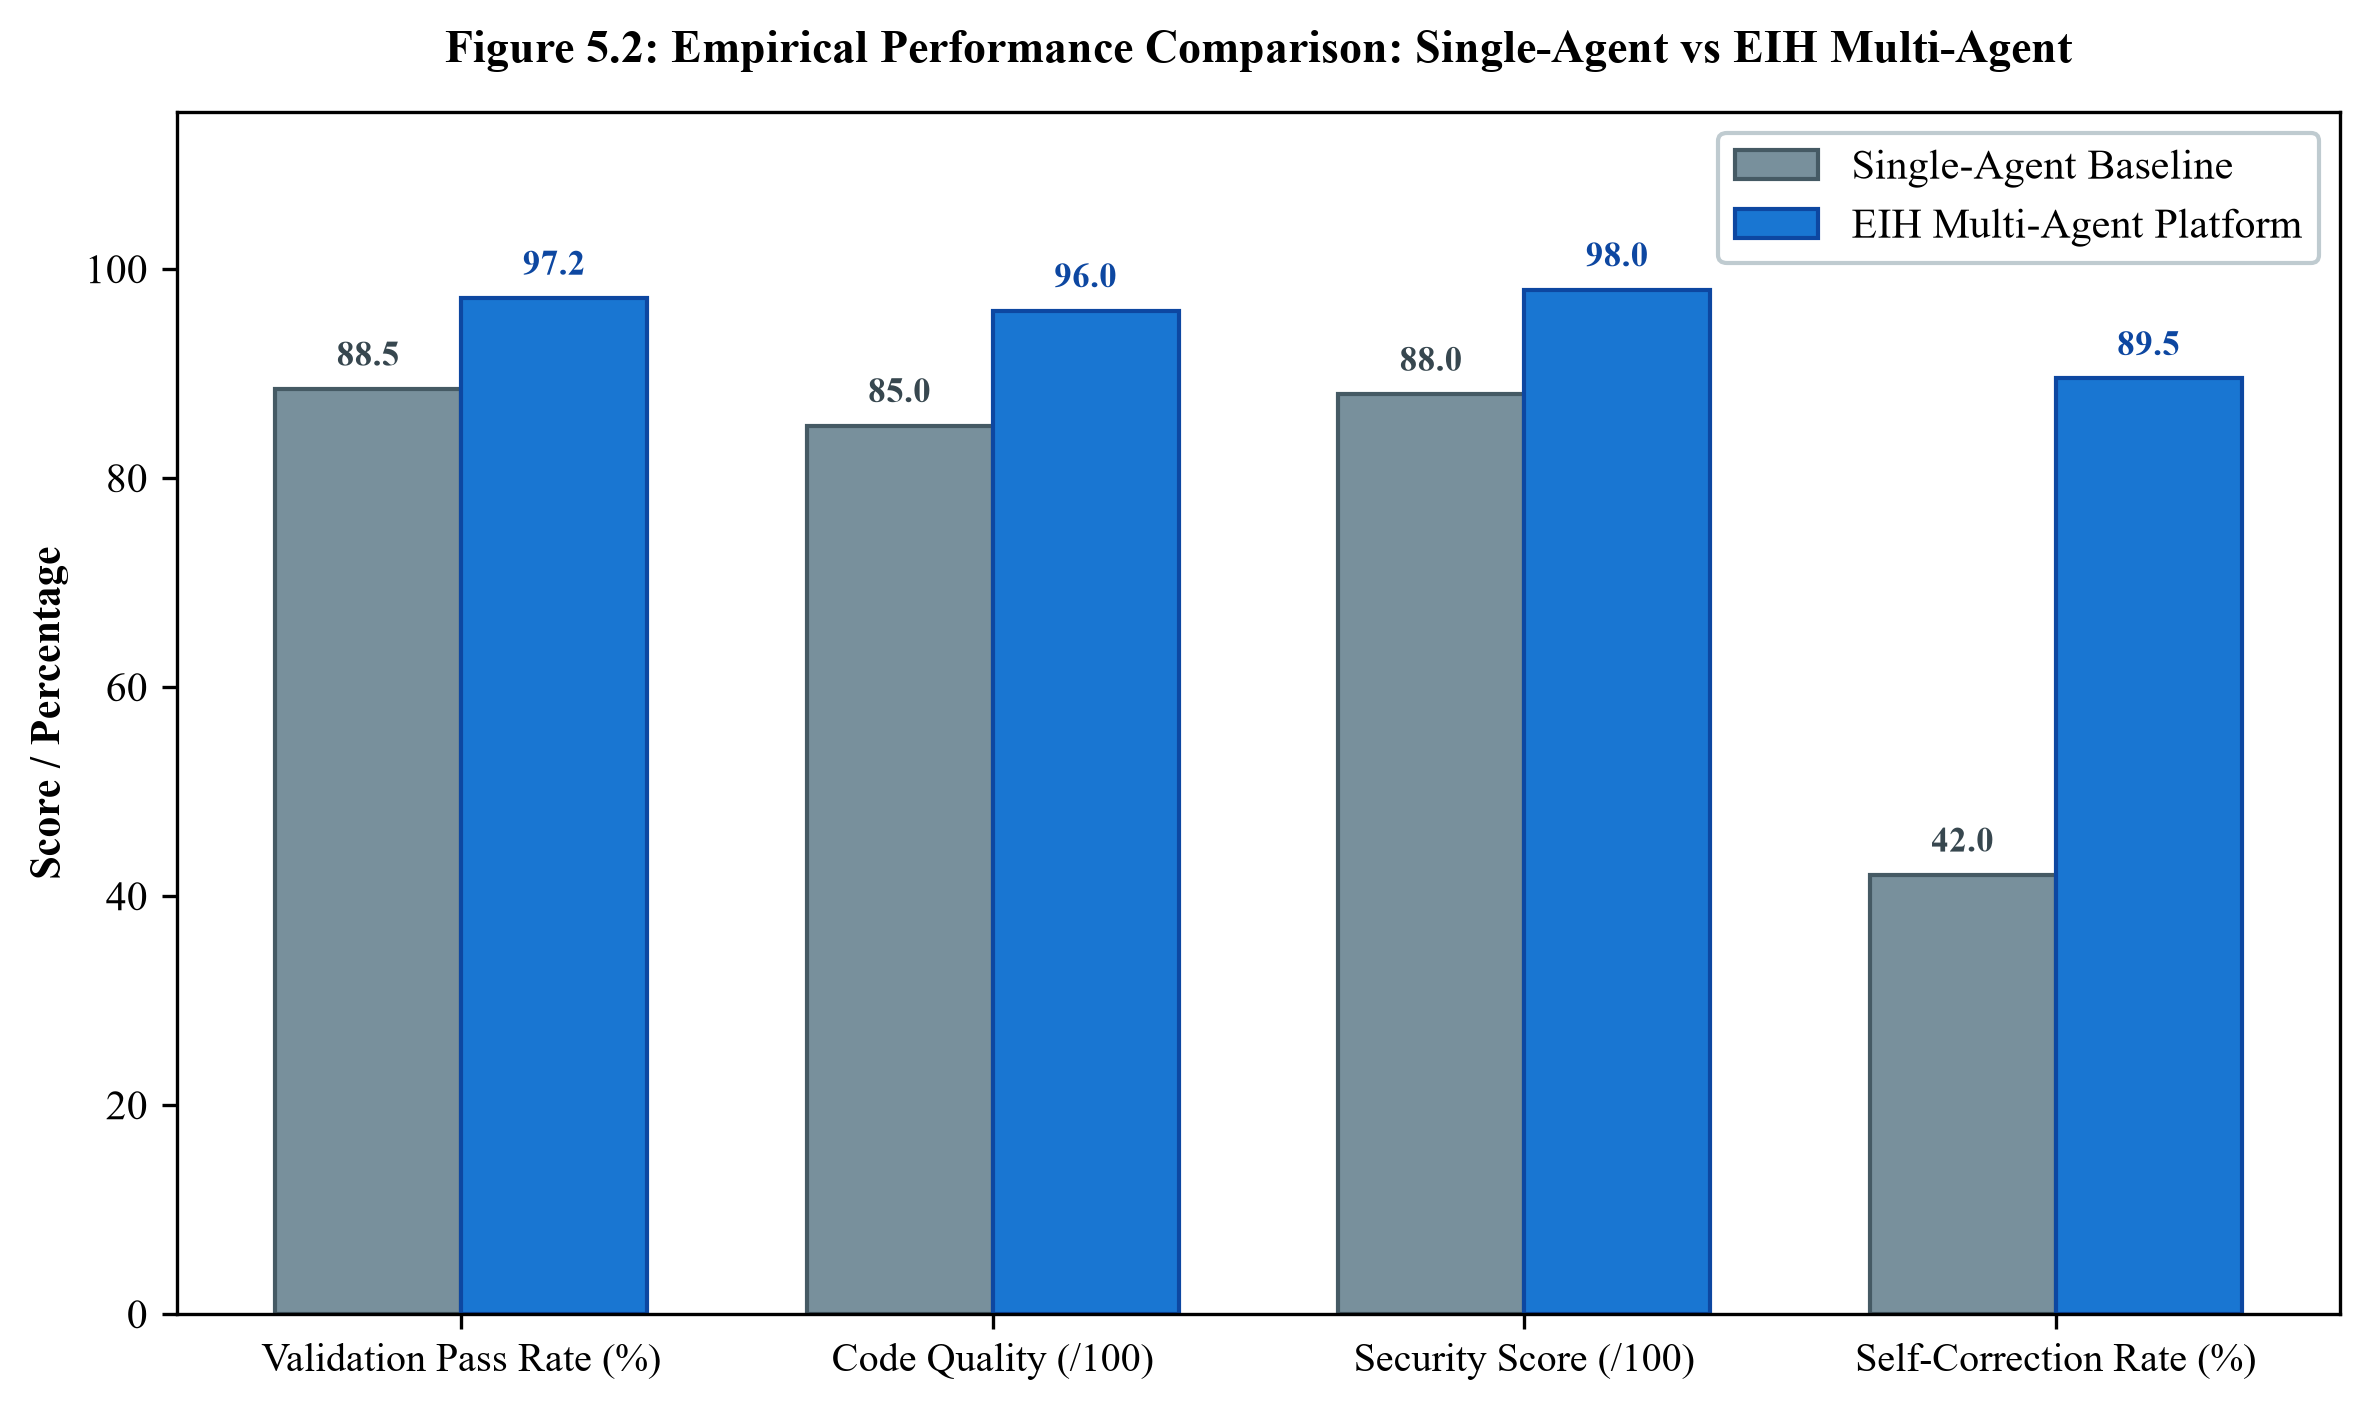 Figure 5.2: Empirical Performance Comparison: Single-Agent vs EIH Multi-Agent
Single-Agent Baseline
EIH Multi-Agent Platform
Score / Percentage
100
80
60
40
20
0
88.5
97.2
85.0
96.0
88.0
98.0
42.0
89.5
Validation Pass Rate (%)
Code Quality (/100)
Security Score (/100)
Self-Correction Rate (%)